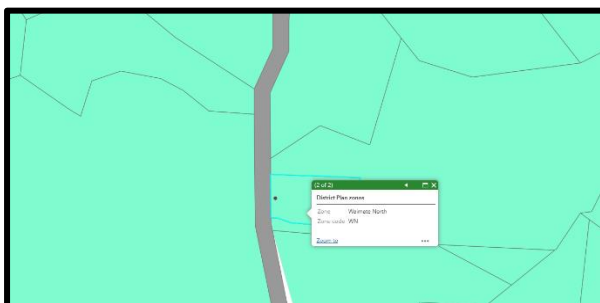 (2 of 2)
District Plan zones
Zone Waimate North
Zone code WN
Zoom to